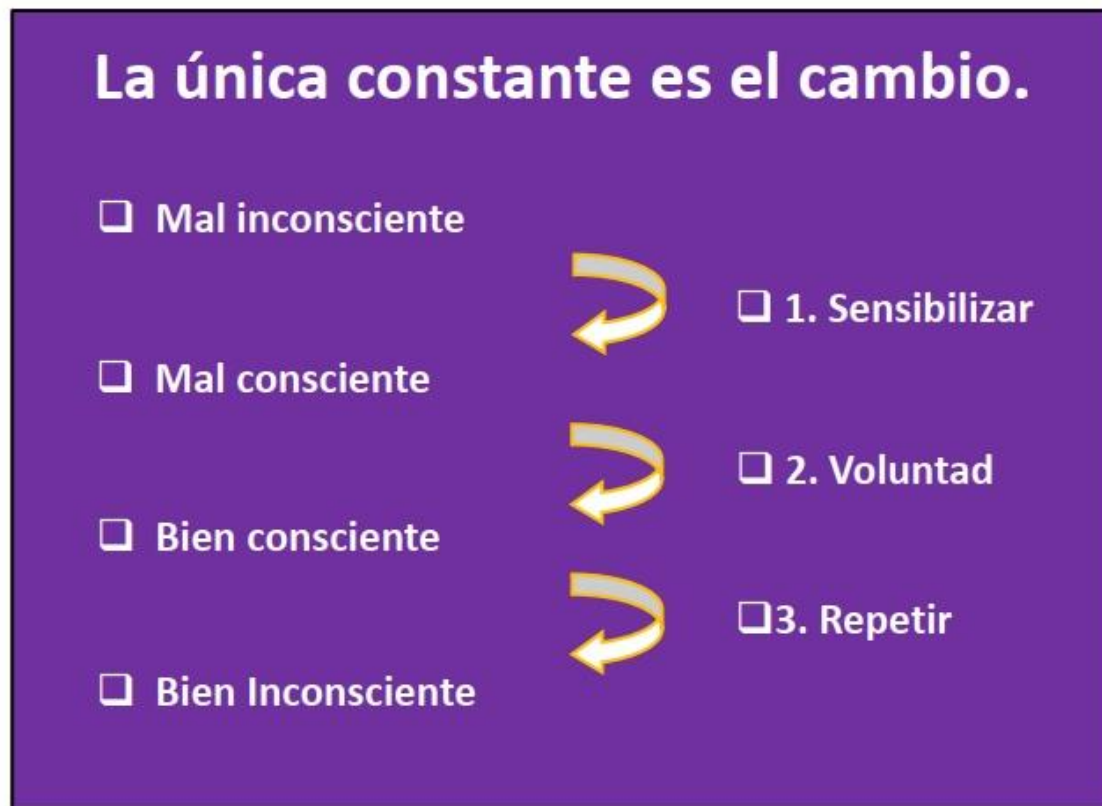 La única constante es el cambio.
❑ Mal inconsciente
❑ 1. Sensibilizar
❑ Mal consciente
❑ 2. Voluntad
❑ Bien consciente
❑3. Repetir
❑ Bien Inconsciente